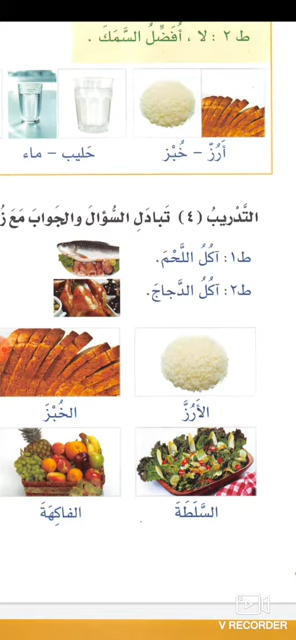 ط ٢ : لا ، أُفَضِّلُ السَّمَكَ .
أَرُزّ – خُبْز
حَليب – ماء
التَّدْريبُ (٤) تَبادَلِ السُّؤالَ والجَوابَ مَعَ
ط١: آكُلُ اللَّحْمَ.
ط٢: آكُلُ الدَّجاجَ.
الأَرُزَّ
الخُبْزَ
السَّلَطَةَ
الفاكِهَةَ
V RECORDER